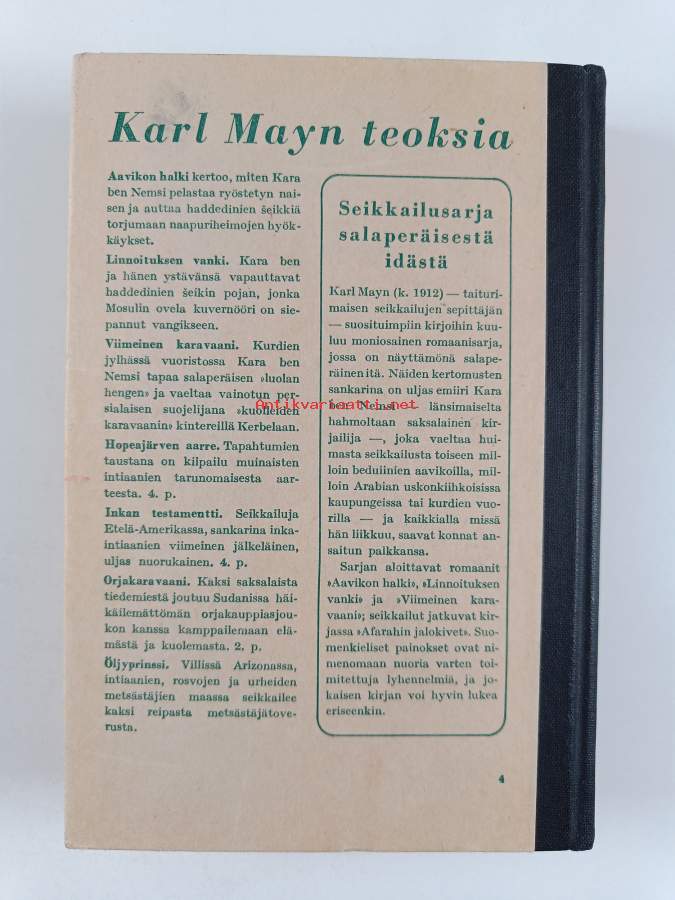 Karl Mayn teoksia
Aavikon halki kertoo, miten Kara
ben Nemsi pelastaa ryöstetyn nai-
sen ja auttaa haddedinien šeikkiä
torjumaan naapuriheimojen hyök-
käykset.
Linnoituksen vanki. Kara ben
ja hänen ystävänsä vapauttavat
haddedinien šeikin pojan, jonka
Mosulin ovela kuvernööri on sie-
pannut vangikseen.
Viimeinen karavaani. Kurdien
jylhässä vuoristossa Kara ben
Nemsi tapaa salaperäisen »luolan
hengen» ja vaeltaa vainotun per-
sialaisen suojelijana »kuolleiden
karavaanin» kintereillä Kerbelaan.
Hopeajärven aarre. Tapahtumien
taustana on kilpailu muinaisten
intiaanien tarunomaisesta aar-
teesta. 4. p.
Inkan testamentti. Seikkailuja
Etelä-Amerikassa, sankarina inka-
intiaanien viimeinen jälkeläinen,
uljas nuorukainen. 4. p.
Orjakaravaani. Kaksi saksalaista
tiedemiestä joutuu Sudanissa häi-
käilemättömän orjakauppiasjou-
kon kanssa kamppailemaan elä-
mästä ja kuolemasta. 2. p.
Öljyprinssi. Villissä Arizonassa,
intiaanien, rosvojen ja urheiden
metsästäjien maassa seikkailee
kaksi reipasta metsästäjätove-
rusta.
Seikkailusarja
salaperäisestä
idästä
Karl Mayn (k. 1912) — taituri-
maisen seikkailujen sepittäjän
— suosituimpiin kirjoihin kuu-
luu moniosainen romaanisarja,
jossa on näyttämönä salape-
räinen itä. Näiden kertomusten
sankarina on uljas emiiri Kara
ben Nemsi — länsimaiselta
hahmoltaan saksalainen kir-
jailija —, joka vaeltaa hui-
masta seikkailusta toiseen mil-
loin beduiinien aavikoilla, mil-
loin Arabian uskonkiihkoisissa
kaupungeissa tai kurdien vuo-
rilla — ja kaikkialla missä
hän liikkuu, saavat konnat an-
saitun palkkansa.
Sarjan aloittavat romaanit
»Aavikon halki», »Linnoituksen
vanki» ja »Viimeinen kara-
vaani»; seikkailut jatkuvat kir-
jassa »Afarahin jalokivet». Suo-
menkieliset painokset ovat ni-
menomaan nuoria varten toi-
mitettuja lyhennelmiä, ja jo-
kaisen kirjan voi hyvin lukea
eriseenkin.
4
Antikvariaatti.net